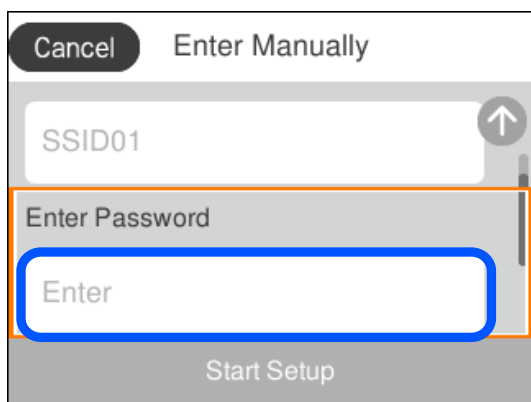 Cancel Enter Manually
SSID01
Enter Password
Enter
Start Setup